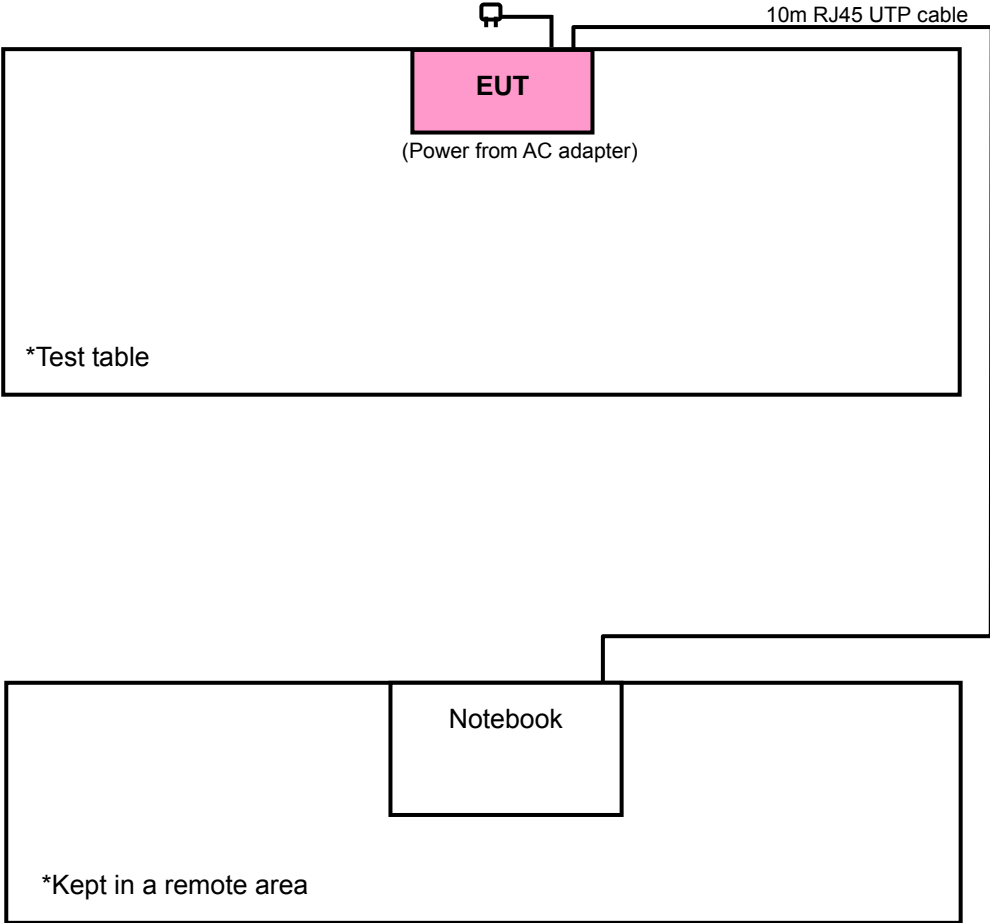 10m RJ45 UTP cable
EUT
(Power from AC adapter)
*Test table
Notebook
*Kept in a remote area